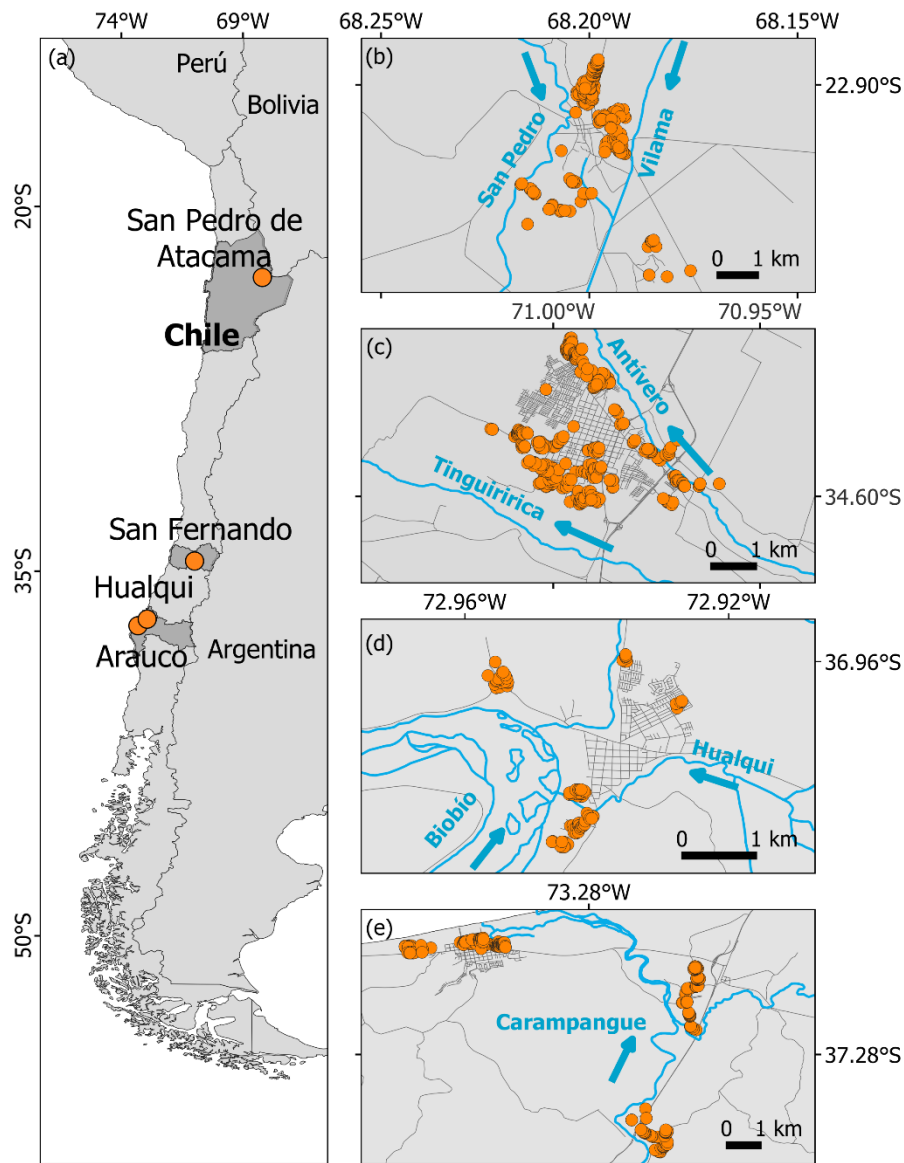 74°W 69°W
(a)
Perú
Bolivia
20°S
San Pedro de
Atacama
Chile
San Fernando
35°S
Hualqui
Arauco
Argentina
50°S
68.25°W 68.20°W 68.15°W
(b)
22.90°S
San Pedro
Vilama
0 1 km
71.00°W 70.95°W
(c)
Antívero
Tinguiririca
34.60°S
0 1 km
72.96°W 72.92°W
(d)
36.96°S
Hualqui
Biobío
0 1 km
73.28°W
(e)
Carampangue
37.28°S
0 1 km